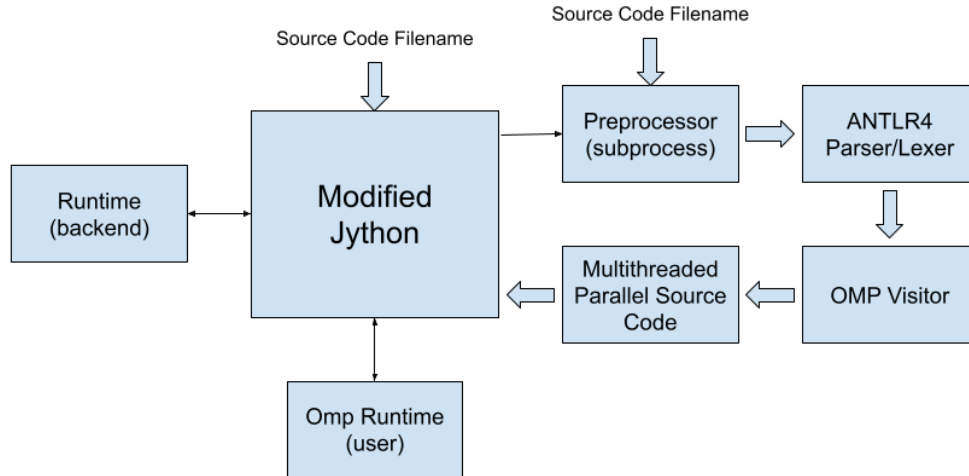 Source Code Filename
Source Code Filename
Modified
Jython
Preprocessor
(subprocess)
ANTLR4
Parser/Lexer
Runtime
(backend)
Multithreaded
Parallel Source
Code
OMP Visitor
Omp Runtime
(user)